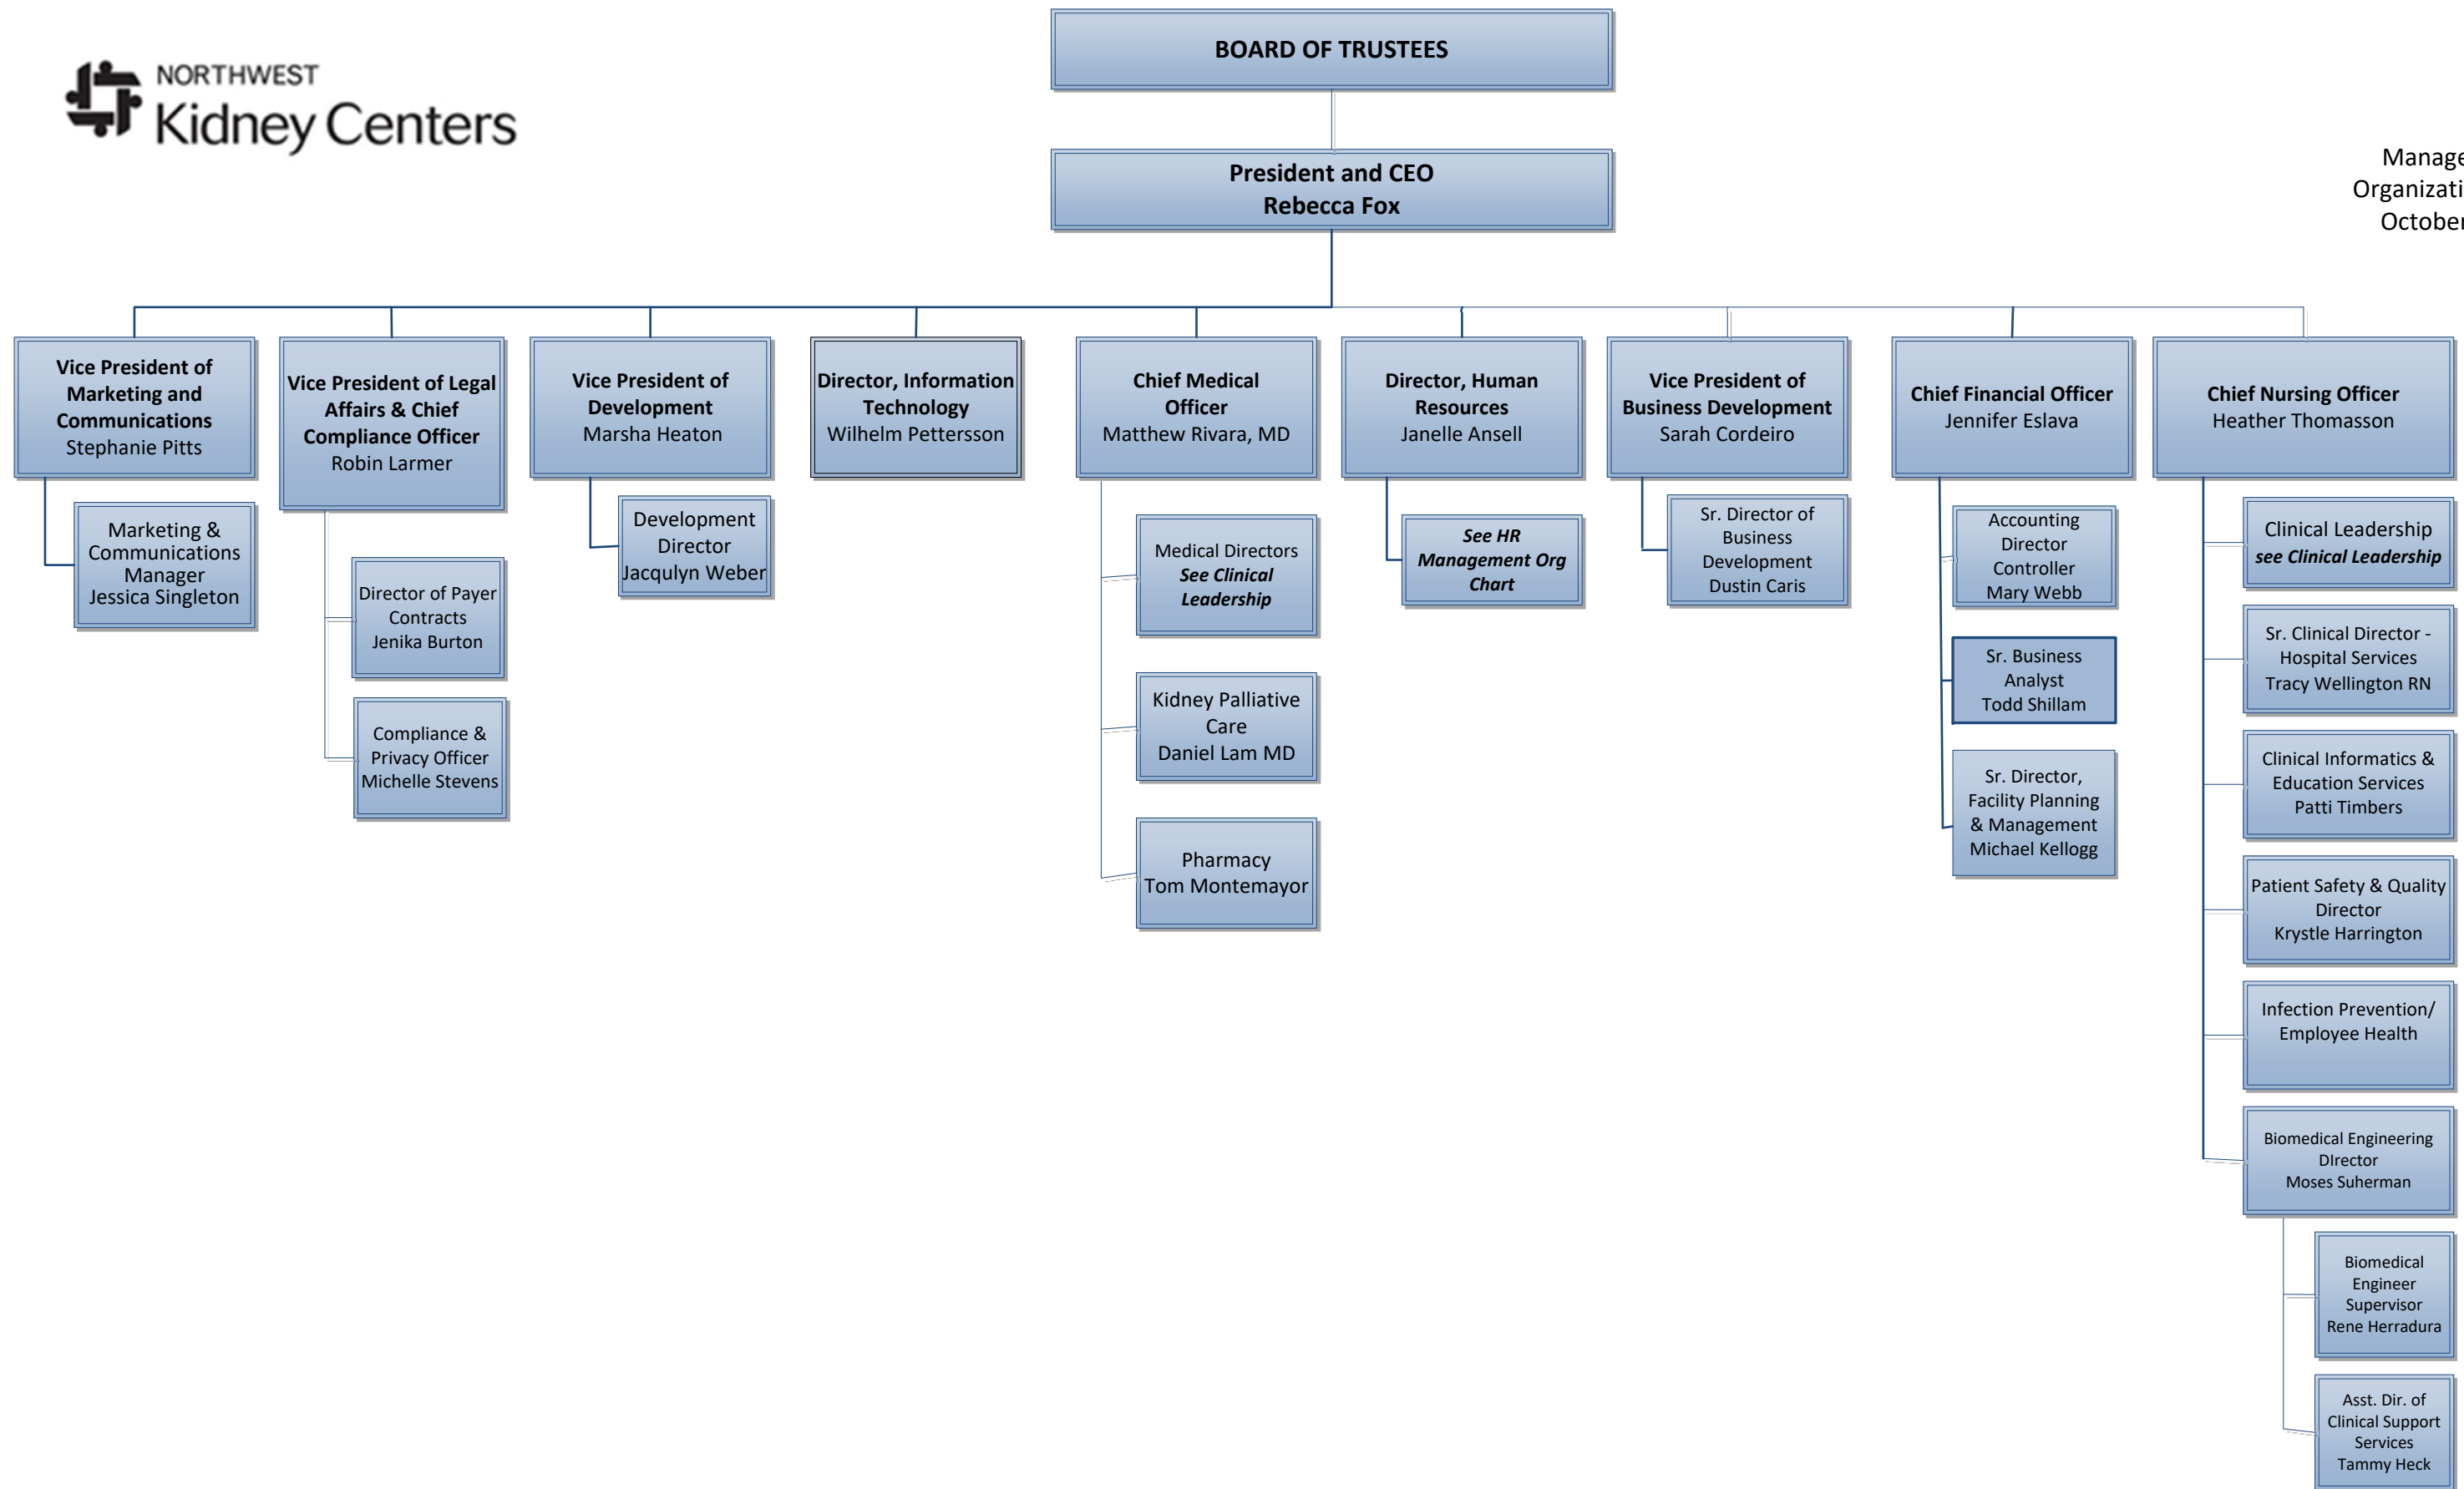 NORTHWEST
Kidney Centers
BOARD OF TRUSTEES
President and CEO
Rebecca Fox
Manage
Organizati
October
Vice President of
Marketing and
Communications
Stephanie Pitts
Marketing &
Communications
Manager
Jessica Singleton
Vice President of Legal
Affairs & Chief
Compliance Officer
Robin Larmer
Director of Payer
Contracts
Jenika Burton
Compliance &
Privacy Officer
Michelle Stevens
Vice President of
Development
Marsha Heaton
Development
Director
Jacqulyn Weber
Director, Information
Technology
Wilhelm Pettersson
Chief Medical
Officer
Matthew Rivara, MD
Medical Directors
See Clinical
Leadership
Kidney Palliative
Care
Daniel Lam MD
Pharmacy
Tom Montemayor
Director, Human
Resources
Janelle Ansell
See HR
Management Org
Chart
Vice President of
Business Development
Sarah Cordeiro
Sr. Director of
Business
Development
Dustin Caris
Chief Financial Officer
Jennifer Eslava
Accounting
Director
Controller
Mary Webb
Sr. Business
Analyst
Todd Shillam
Sr. Director,
Facility Planning
& Management
Michael Kellogg
Chief Nursing Officer
Heather Thomasson
Clinical Leadership
see Clinical Leadership
Sr. Clinical Director -
Hospital Services
Tracy Wellington RN
Clinical Informatics &
Education Services
Patti Timbers
Patient Safety & Quality
Director
Krystle Harrington
Infection Prevention/
Employee Health
Biomedical Engineering
DIrector
Moses Suherman
Biomedical
Engineer
Supervisor
Rene Herradura
Asst. Dir. of
Clinical Support
Services
Tammy Heck